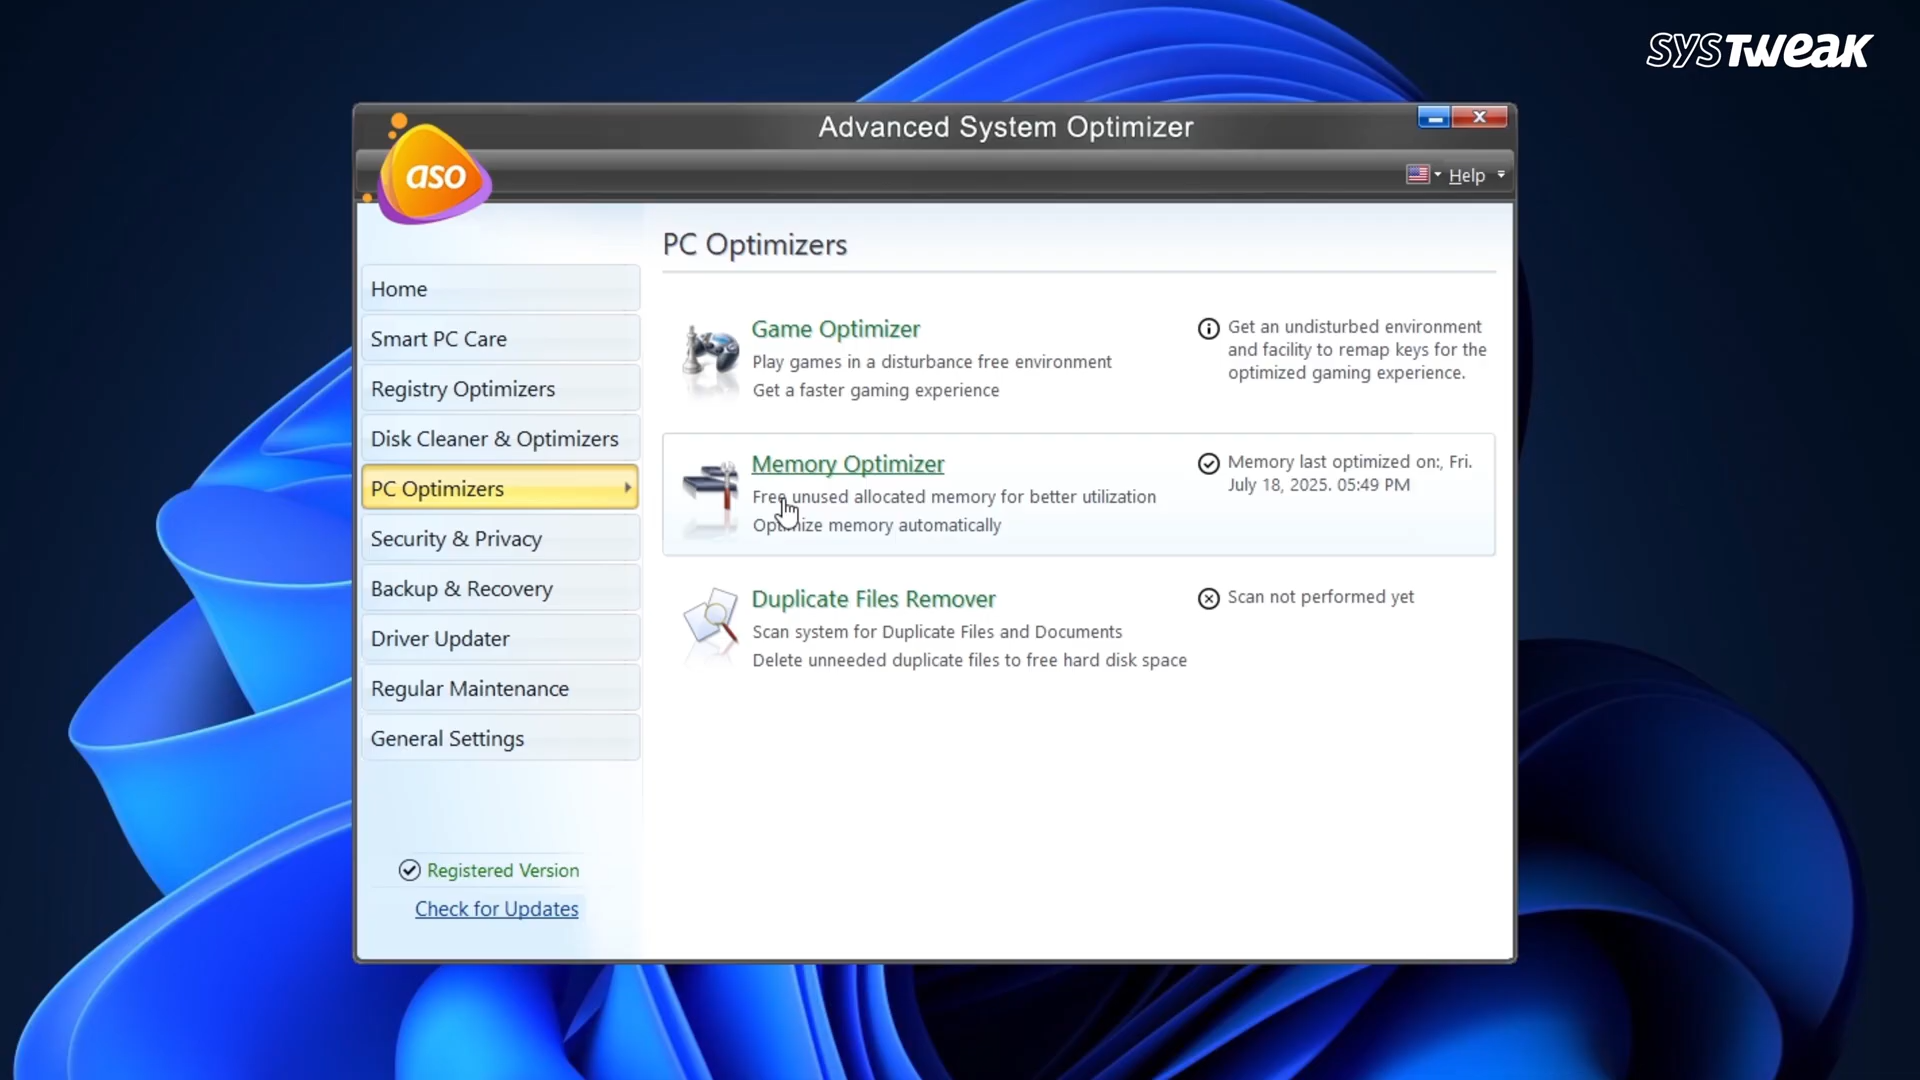 SYSTWEAK
Advanced System Optimizer
aso
Help
PC Optimizers
Home
Smart PC Care
Registry Optimizers
Disk Cleaner & Optimizers
PC Optimizers
Security & Privacy
Backup & Recovery
Driver Updater
Regular Maintenance
General Settings
Registered Version
Check for Updates
Game Optimizer
Play games in a disturbance free environment
Get a faster gaming experience
Get an undisturbed environment
and facility to remap keys for the
optimized gaming experience.
Memory Optimizer
Free unused allocated memory for better utilization
Optimize memory automatically
Memory last optimized on:, Fri.
July 18, 2025. 05:49 PM
Duplicate Files Remover
Scan system for Duplicate Files and Documents
Delete unneeded duplicate files to free hard disk space
Scan not performed yet